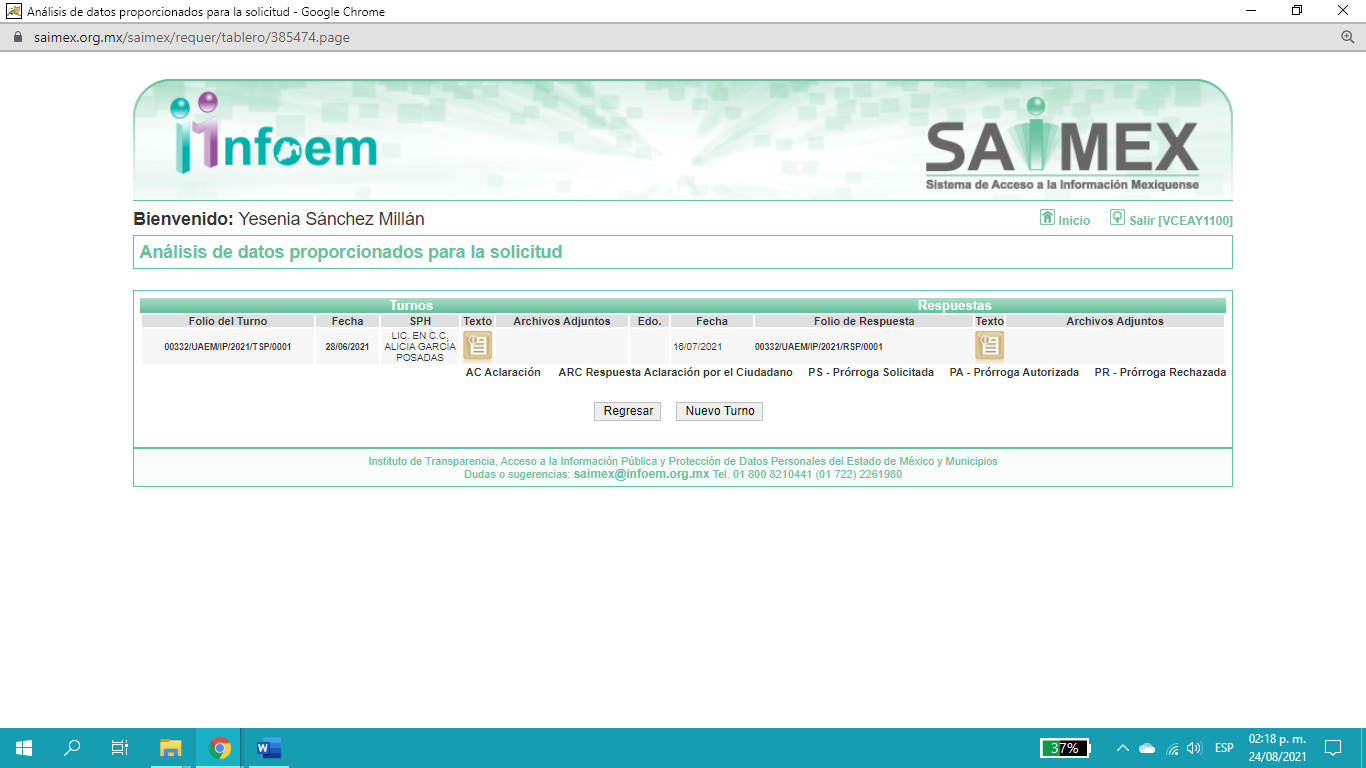 Análisis de datos proporcionados para la solicitud - Google Chrome
saimex.org.mx/saimex/requer/tablero/385474.page
infoem
SAIMEX
Sistema de Acceso a la Información Mexiquense
Bienvenido: Yesenia Sánchez Millán
Inicio Salir [VCEAY1100]
Análisis de datos proporcionados para la solicitud
Turnos Respuestas
Folio del Turno Fecha SPH Texto Archivos Adjuntos Edo. Fecha Folio de Respuesta Texto Archivos Adjuntos
00332/UAEM/IP/2021/TSP/0001 28/06/2021 LIC. EN C.C. ALICIA GARCÍA POSADAS 16/07/2021 00332/UAEM/IP/2021/RSP/0001
AC Aclaración ARC Respuesta Aclaración por el Ciudadano PS - Prórroga Solicitada PA - Prórroga Autorizada PR - Prórroga Rechazada
Regresar Nuevo Turno
Instituto de Transparencia, Acceso a la Información Pública y Protección de Datos Personales del Estado de México y Municipios
Dudas o sugerencias: saimex@infoem.org.mx Tel. 01 800 8210441 (01 722) 2261980
37% ESP 02:18 p. m.
24/08/2021